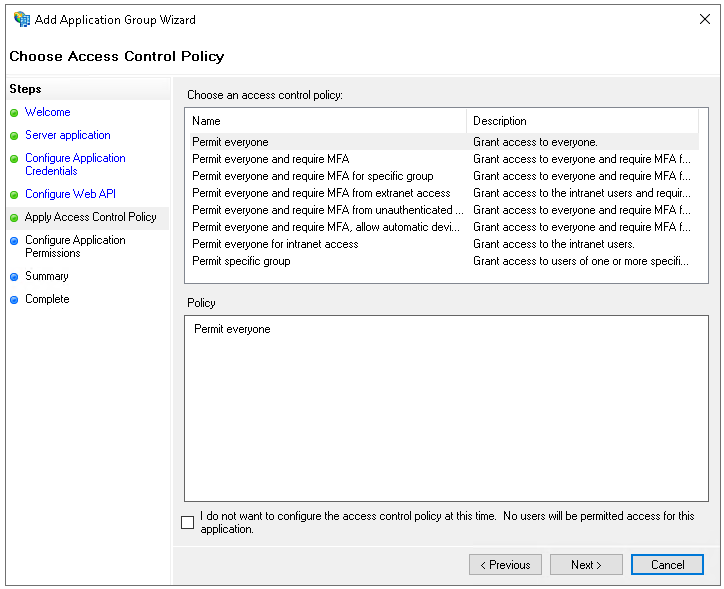 Add Application Group Wizard
Choose Access Control Policy
Steps
Welcome
Server application
Configure Application
Credentials
Configure Web API
Apply Access Control Policy
Configure Application
Permissions
Summary
Complete
Choose an access control policy:
Name Description
Permit everyone Grant access to everyone.
Permit everyone and require MFA Grant access to everyone and require MFA f...
Permit everyone and require MFA for specific group Grant access to everyone and require MFA f...
Permit everyone and require MFA from extranet access Grant access to the intranet users and requir...
Permit everyone and require MFA from unauthenticated ... Grant access to everyone and require MFA f...
Permit everyone and require MFA, allow automatic devi... Grant access to everyone and require MFA f...
Permit everyone for intranet access Grant access to the intranet users.
Permit specific group Grant access to users of one or more specifi...
Policy
Permit everyone
I do not want to configure the access control policy at this time. No users will be permitted access for this
application.
< Previous Next > Cancel